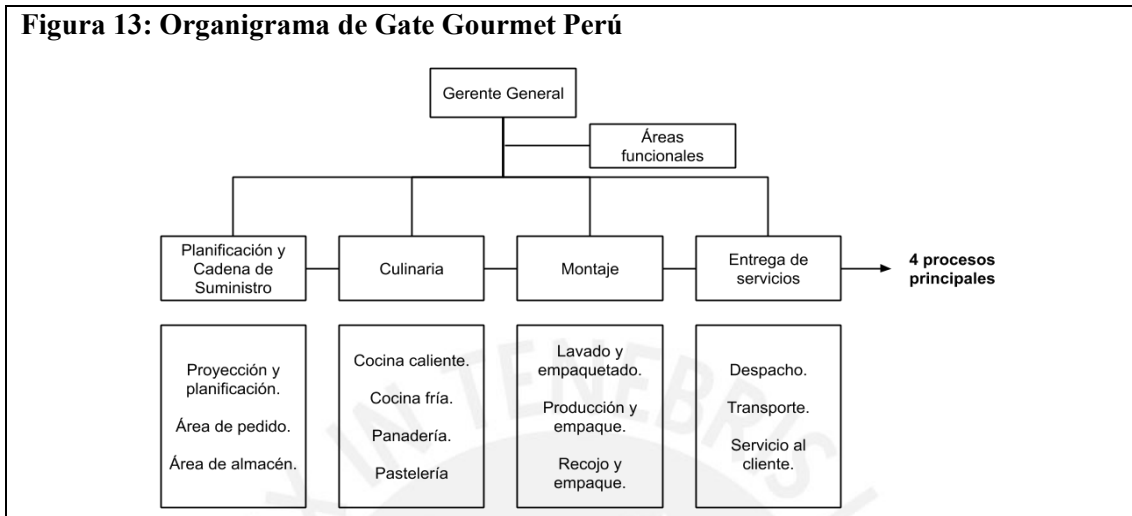 Figura 13: Organigrama de Gate Gourmet Perú
Gerente General
Áreas
funcionales
Planificación y
Cadena de
Suministro
Culinaria
Montaje
Entrega de
servicios
4 procesos
principales
Proyección y
planificación.
Área de pedido.
Área de almacén.
Cocina caliente.
Cocina fría.
Panadería.
Pastelería
Lavado y
empaquetado.
Producción y
empaque.
Recojo y
empaque.
Despacho.
Transporte.
Servicio al
cliente.
IN TENEBRIS